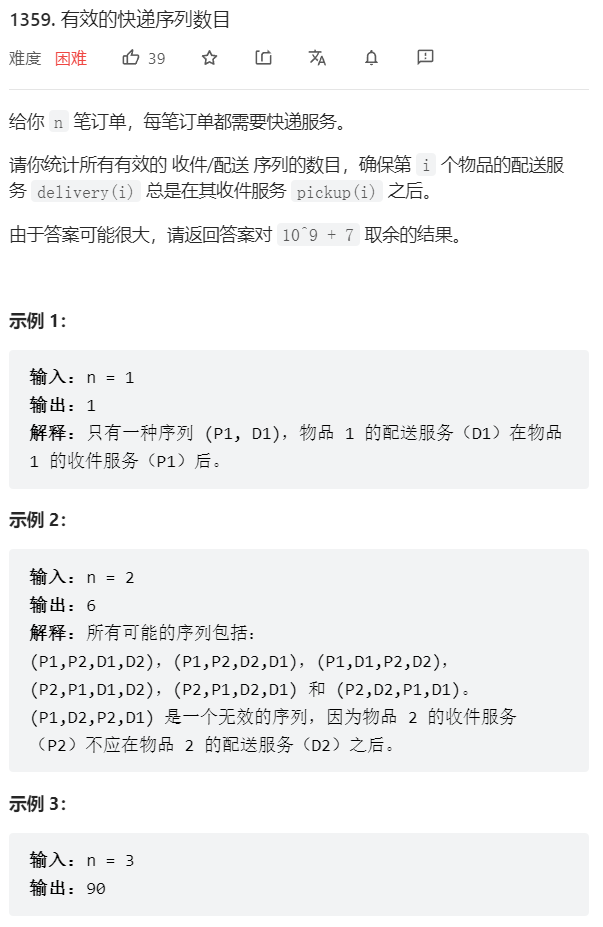 1359. 有效的快递序列数目
难度 困难 39
给你 n 笔订单，每笔订单都需要快递服务。
请你统计所有有效的 收件/配送 序列的数目，确保第 i 个物品的配送服
务 delivery(i) 总是在其收件服务 pickup(i) 之后。
由于答案可能很大，请返回答案对 10^9 + 7 取余的结果。
示例 1：
输入：n = 1
输出：1
解释：只有一种序列 (P1, D1)，物品 1 的配送服务（D1）在物品
1 的收件服务（P1）后。
示例 2：
输入：n = 2
输出：6
解释：所有可能的序列包括：
(P1,P2,D1,D2)，(P1,P2,D2,D1)，(P1,D1,P2,D2)，
(P2,P1,D1,D2)，(P2,P1,D2,D1) 和 (P2,D2,P1,D1)。
(P1,D2,P2,D1) 是一个无效的序列，因为物品 2 的收件服务
（P2）不应在物品 2 的配送服务（D2）之后。
示例 3：
输入：n = 3
输出：90